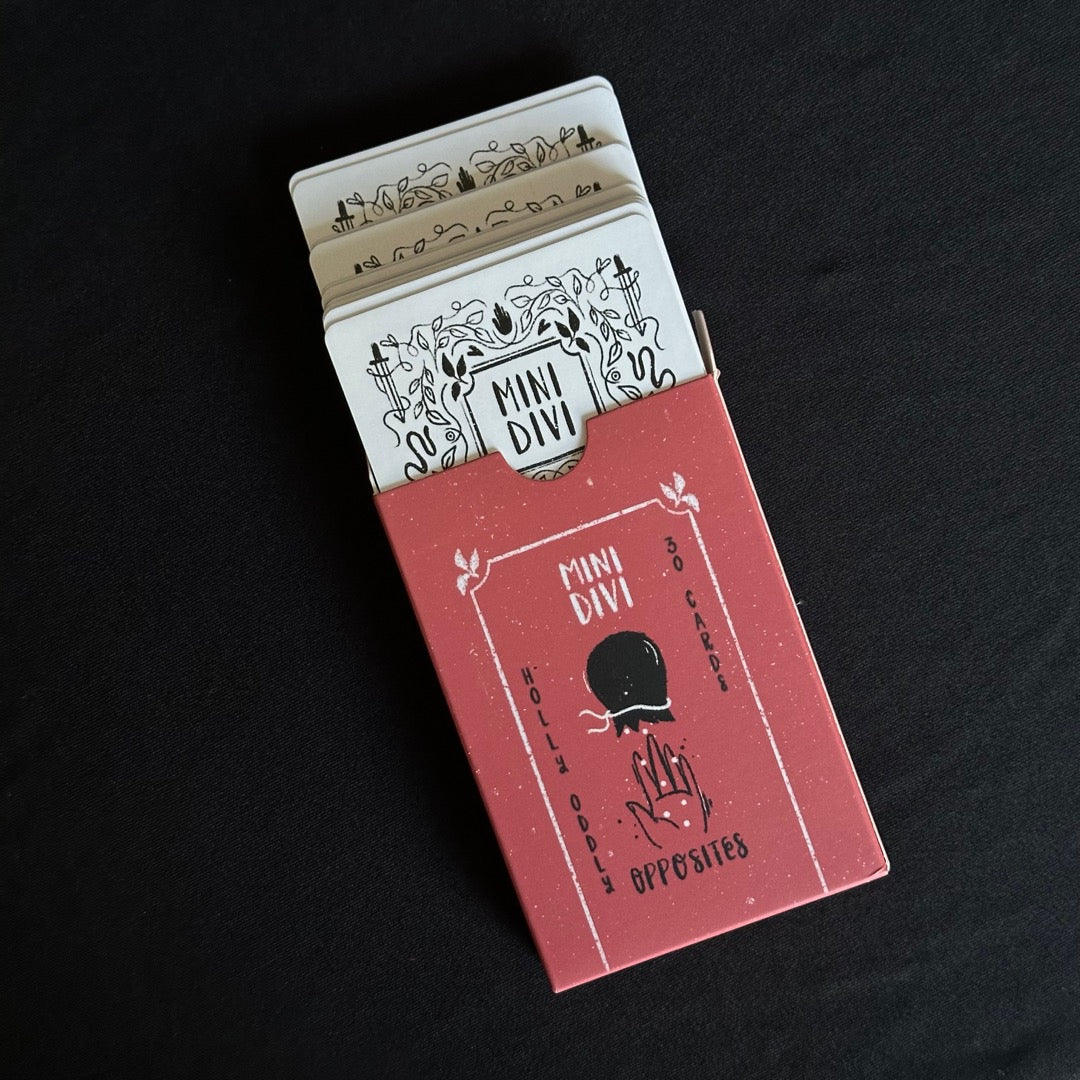 MINI
DIVI
MINI
DIVI
30 CARDS
HOLLY ODDLY
OPPOSITES